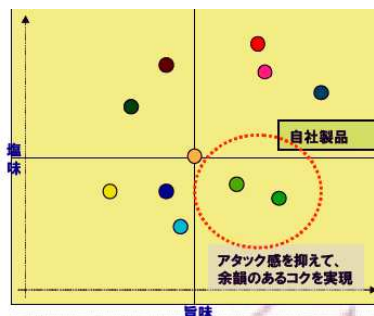 自社製品
塩味
アタック感を抑えて、
余韻のあるコクを実現
旨味